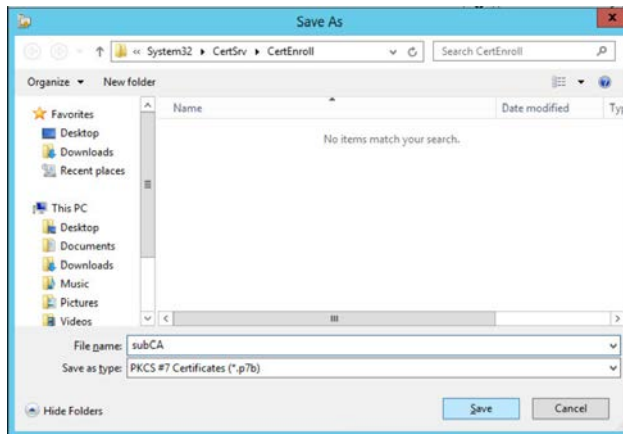 Save As
« System32 ▸ CertSrv ▸ CertEnroll
Search CertEnroll
Organize
New folder
Favorites
Desktop
Downloads
Recent places
This PC
Desktop
Documents
Downloads
Music
Pictures
Videos
Name
Date modified
Typ
No items match your search.
File name: subCA
Save as type: PKCS #7 Certificates (*.p7b)
Hide Folders
Save
Cancel